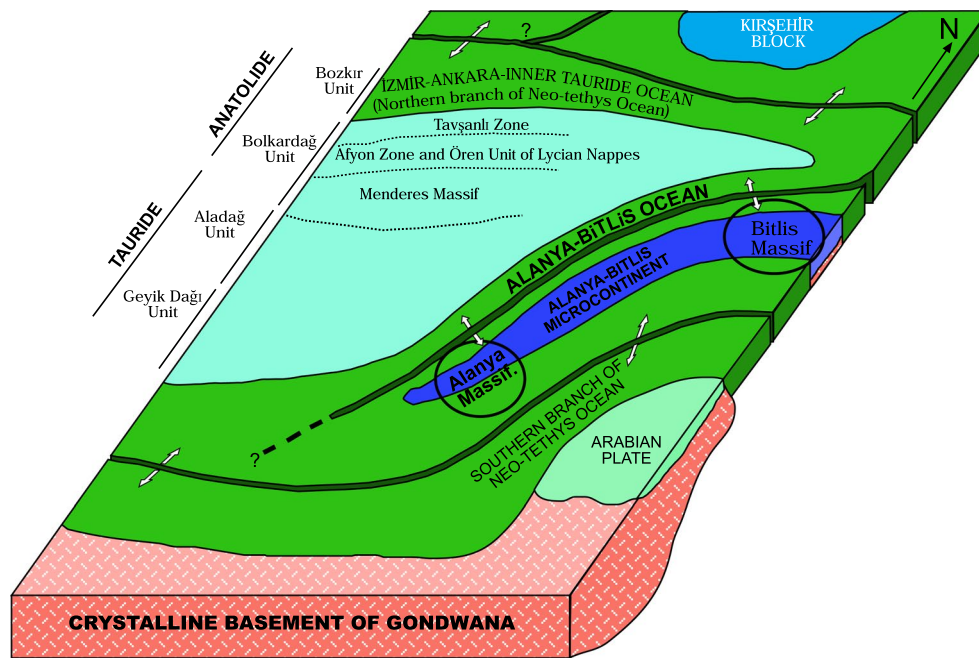 KIRŞEHİR
BLOCK
N
?
ANATOLIDE
TAURIDE
Bozkır
Unit
Bolkardağ
Unit
Aladağ
Unit
Geyik Dağı
Unit
İZMİR-ANKARA-INNER TAURIDE OCEAN
(Northern branch of Neo-tethys Ocean)
Tavşanlı Zone
Afyon Zone and Ören Unit of Lycian Nappes
Menderes Massif
ALANYA-BiTLiS OCEAN
ALANYA-BITLIS
MICROCONTINENT
Bitlis
Massif
Alanya
Massif.
?
SOUTHERN BRANCH OF
NEO-TETHYS OCEAN
ARABIAN
PLATE
CRYSTALLINE BASEMENT OF GONDWANA